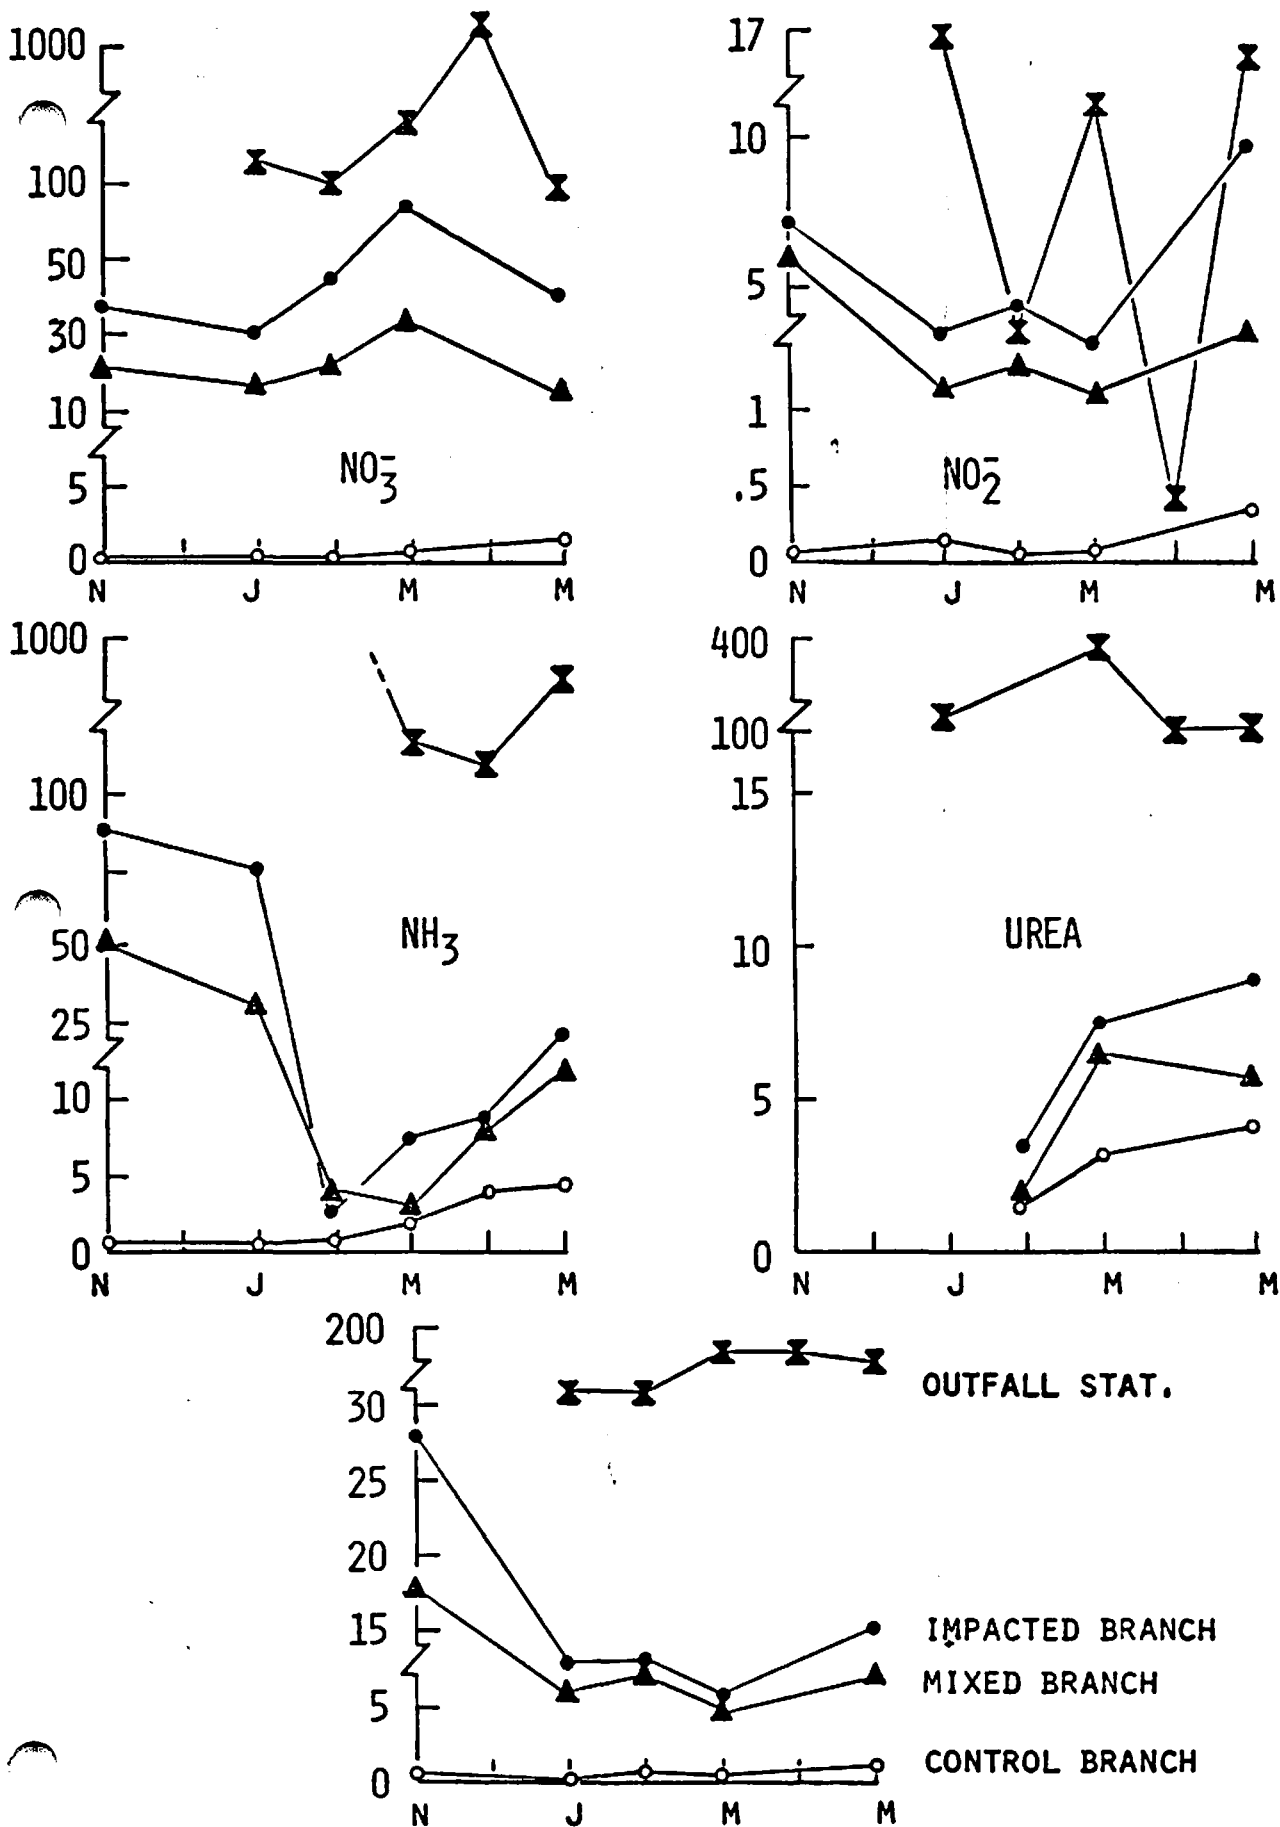 1000
100
50
30
10
5
0
NO₃⁻
N J M M
17
10
5
1
.5
0
NO₂⁻
N J M M
1000
100
50
25
10
5
0
NH₃
N J M M
400
100
15
10
5
0
UREA
N J M M
200
30
25
20
15
5
0
OUTFALL STAT.
IMPACTED BRANCH
MIXED BRANCH
CONTROL BRANCH
N J M M